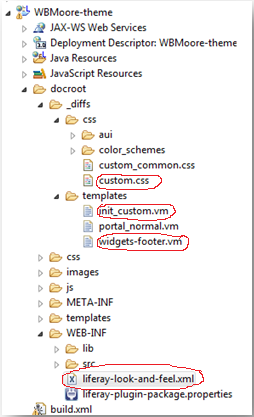 WBMoore-theme
JAX-WS Web Services
Deployment Descriptor: WBMoore-theme
Java Resources
JavaScript Resources
docroot
_diffs
css
aui
color_schemes
custom_common.css
custom.css
templates
init_custom.vm
portal_normal.vm
widgets-footer.vm
css
images
js
META-INF
templates
WEB-INF
lib
src
liferay-look-and-feel.xml
liferay-plugin-package.properties
build.xml